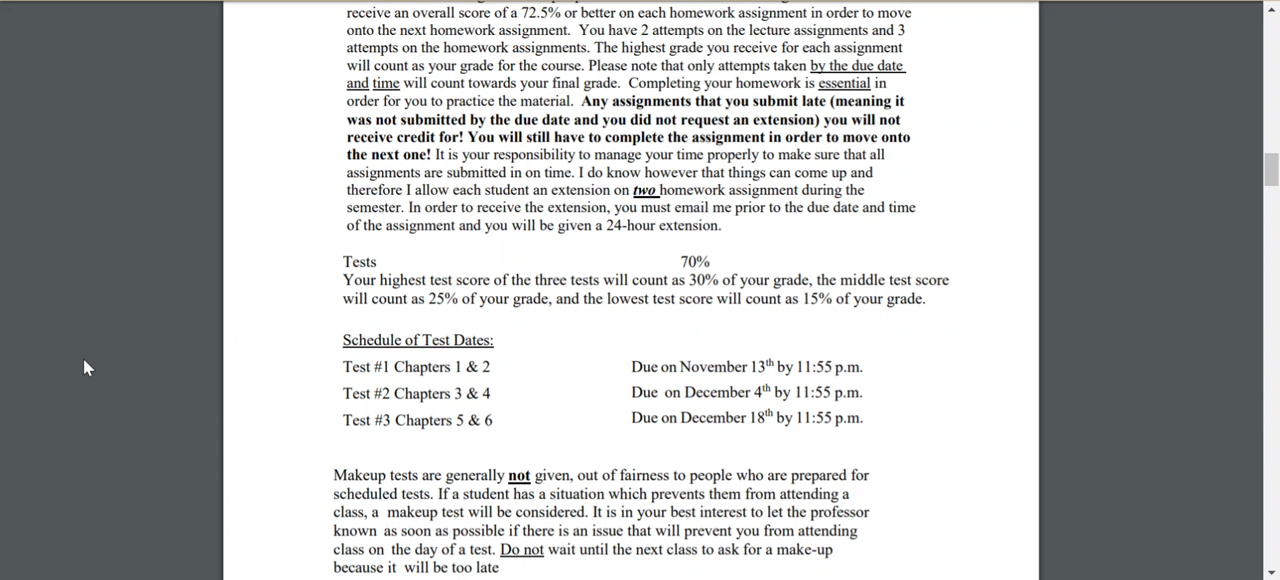 receive an overall score of a 72.5% or better on each homework assignment in order to move
onto the next homework assignment.  You have 2 attempts on the lecture assignments and 3
attempts on the homework assignments. The highest grade you receive for each assignment
will count as your grade for the course. Please note that only attempts taken by the due date
and time will count towards your final grade.  Completing your homework is essential in
order for you to practice the material.  Any assignments that you submit late (meaning it
was not submitted by the due date and you did not request an extension) you will not
receive credit for! You will still have to complete the assignment in order to move onto
the next one! It is your responsibility to manage your time properly to make sure that all
assignments are submitted in on time. I do know however that things can come up and
therefore I allow each student an extension on two homework assignment during the
semester. In order to receive the extension, you must email me prior to the due date and time
of the assignment and you will be given a 24-hour extension.
Tests 70%
Your highest test score of the three tests will count as 30% of your grade, the middle test score
will count as 25% of your grade, and the lowest test score will count as 15% of your grade.
Schedule of Test Dates:
Test #1 Chapters 1 & 2 Due on November 13th by 11:55 p.m.
Test #2 Chapters 3 & 4 Due  on December 4th by 11:55 p.m.
Test #3 Chapters 5 & 6 Due on December 18th by 11:55 p.m.
Makeup tests are generally not given, out of fairness to people who are prepared for
scheduled tests. If a student has a situation which prevents them from attending a
class, a  makeup test will be considered. It is in your best interest to let the professor
known  as soon as possible if there is an issue that will prevent you from attending
class on  the day of a test. Do not wait until the next class to ask for a make-up
because it  will be too late